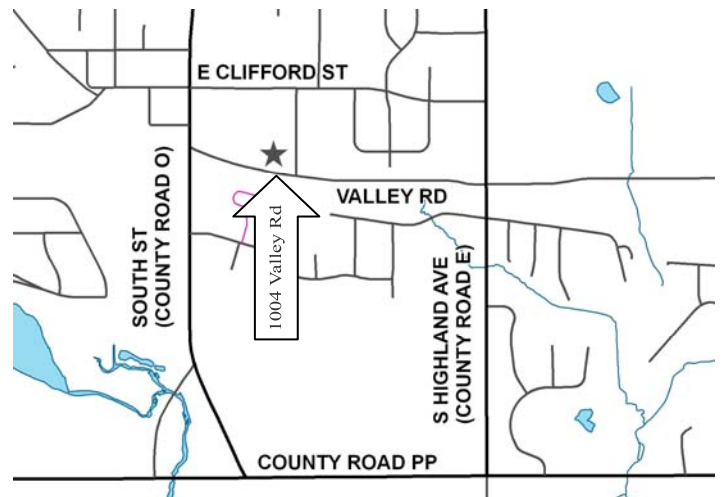 E CLIFFORD ST
VALLEY RD
SOUTH ST
(COUNTY ROAD O)
1004 Valley Rd
S HIGHLAND AVE
(COUNTY ROAD E)
COUNTY ROAD PP